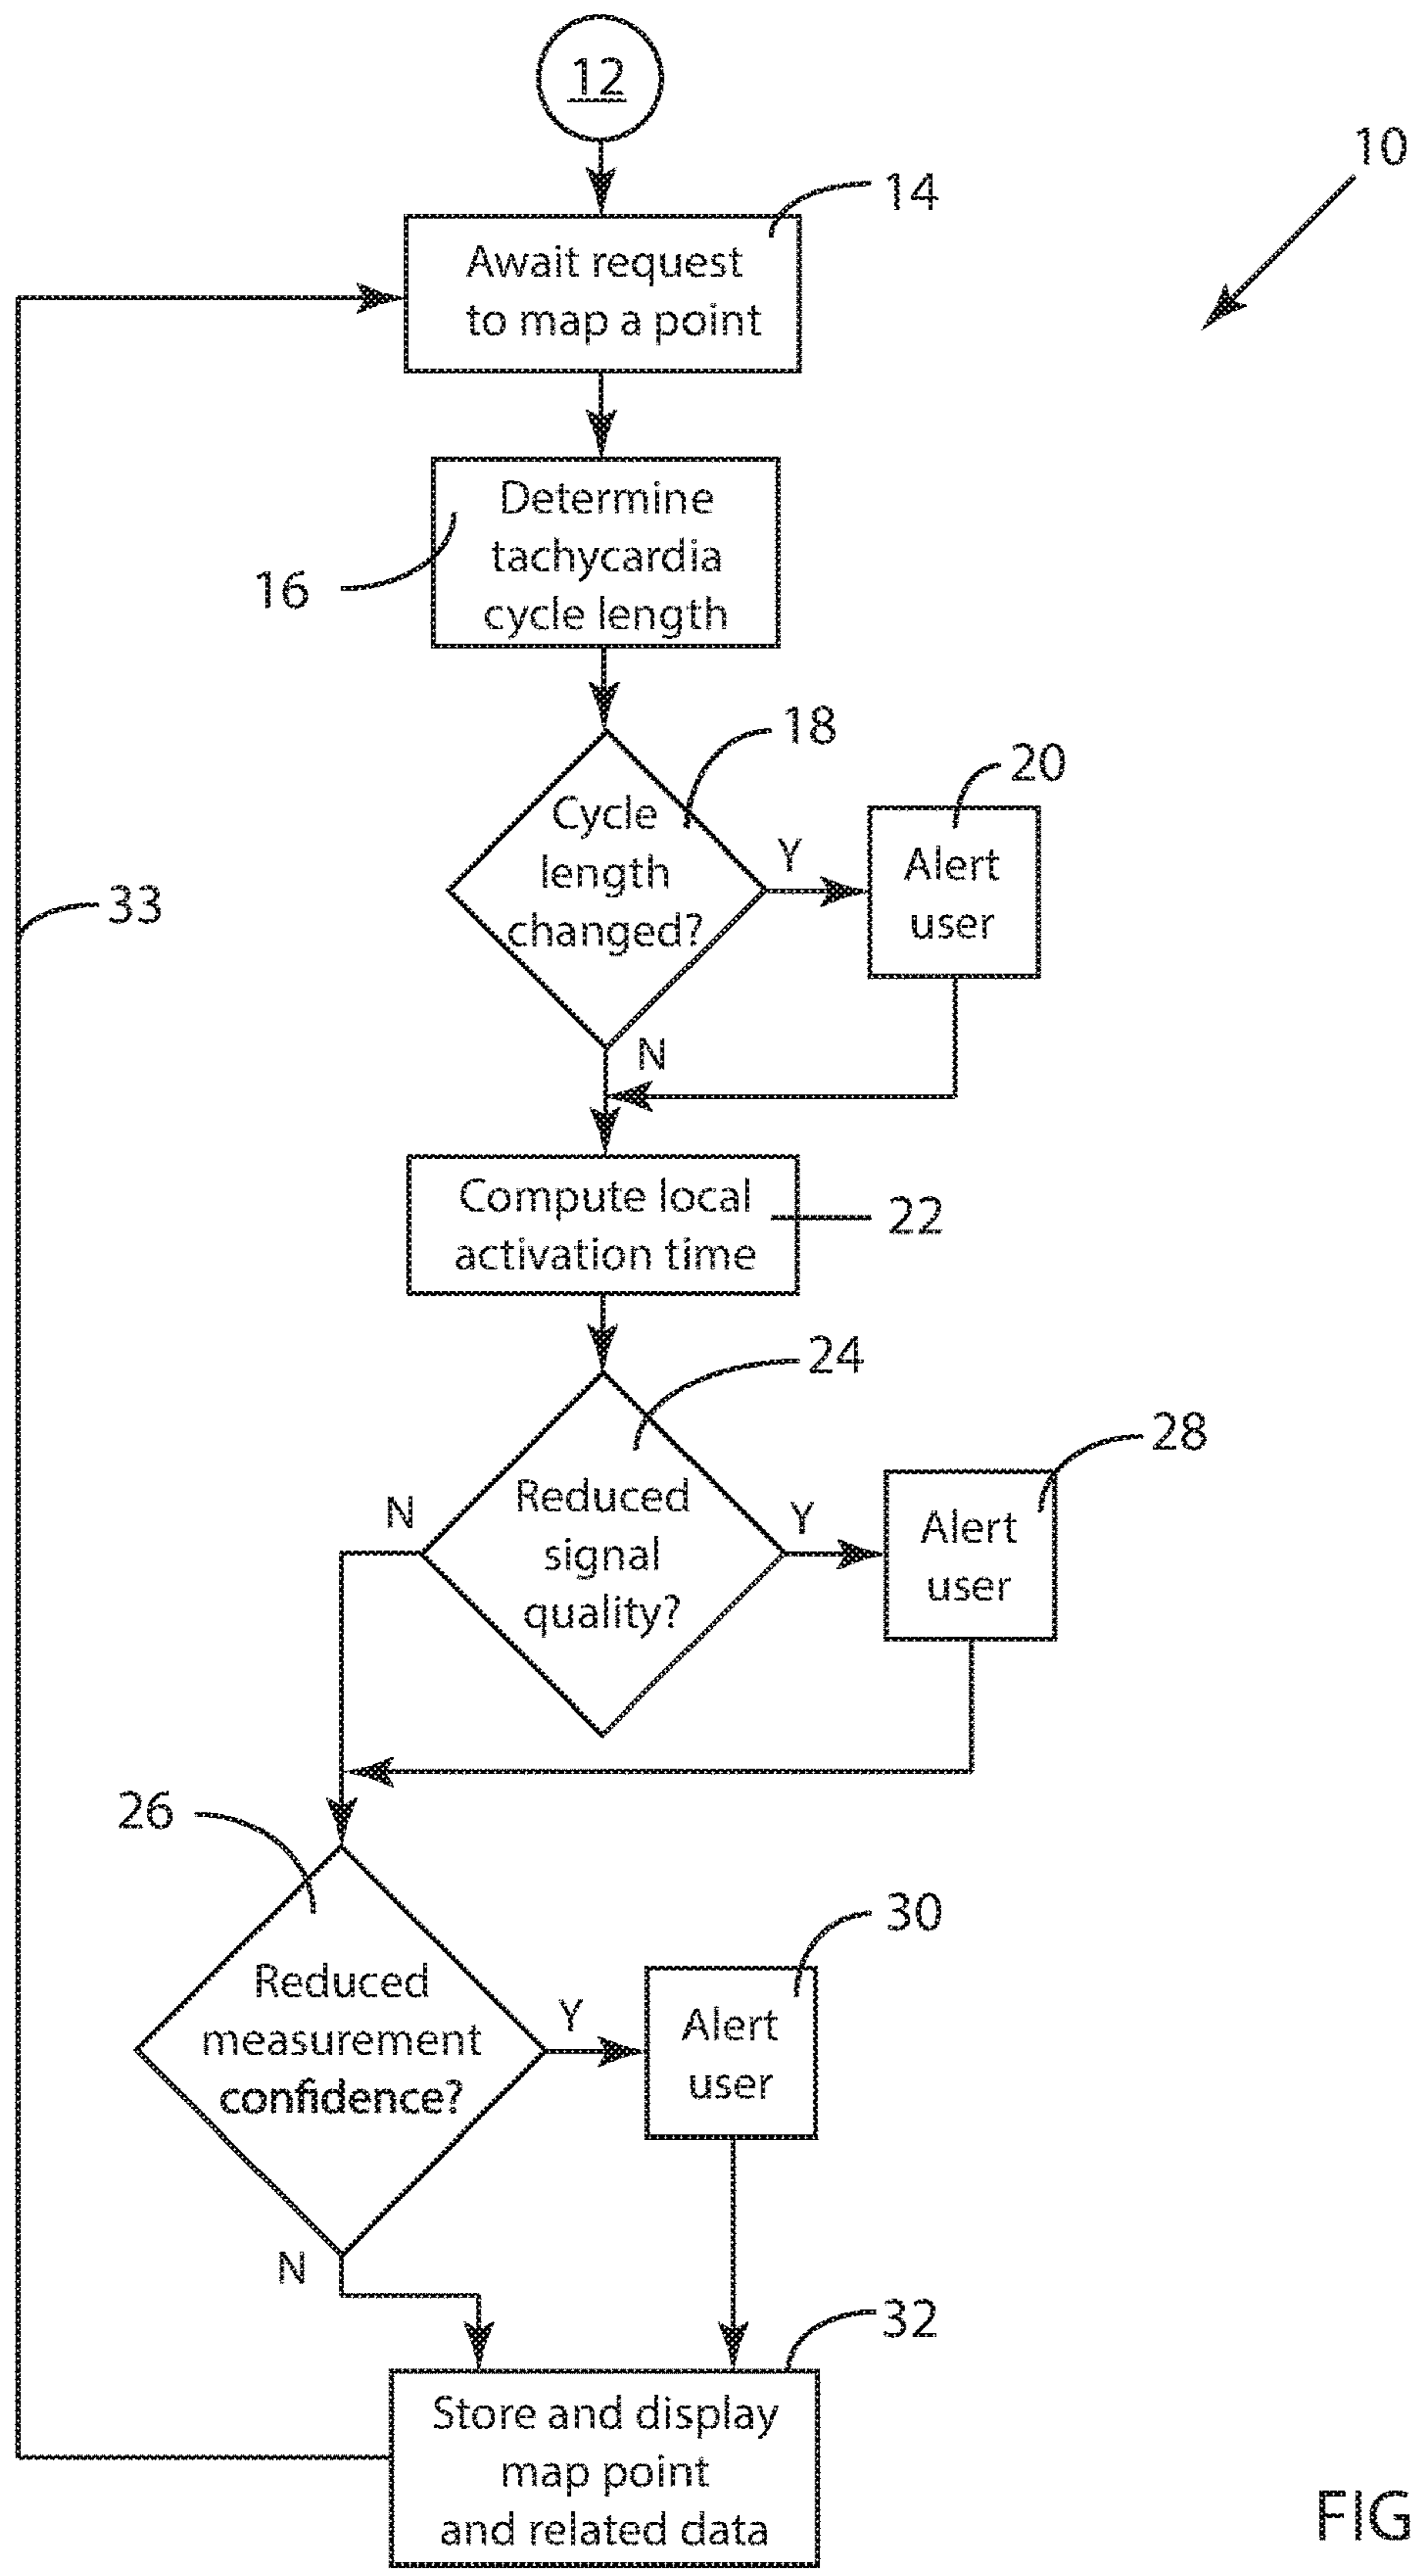 12
10
14
Await request
to map a point
Determine
tachycardia
cycle length
16
18
20
Cycle
length
changed?
Y
Alert
user
33
N
Compute local
activation time
22
24
28
N
Reduced
signal
quality?
Y
Alert
user
26
30
Reduced
measurement
confidence?
Y
Alert
user
N
32
Store and display
map point
and related data
FIG